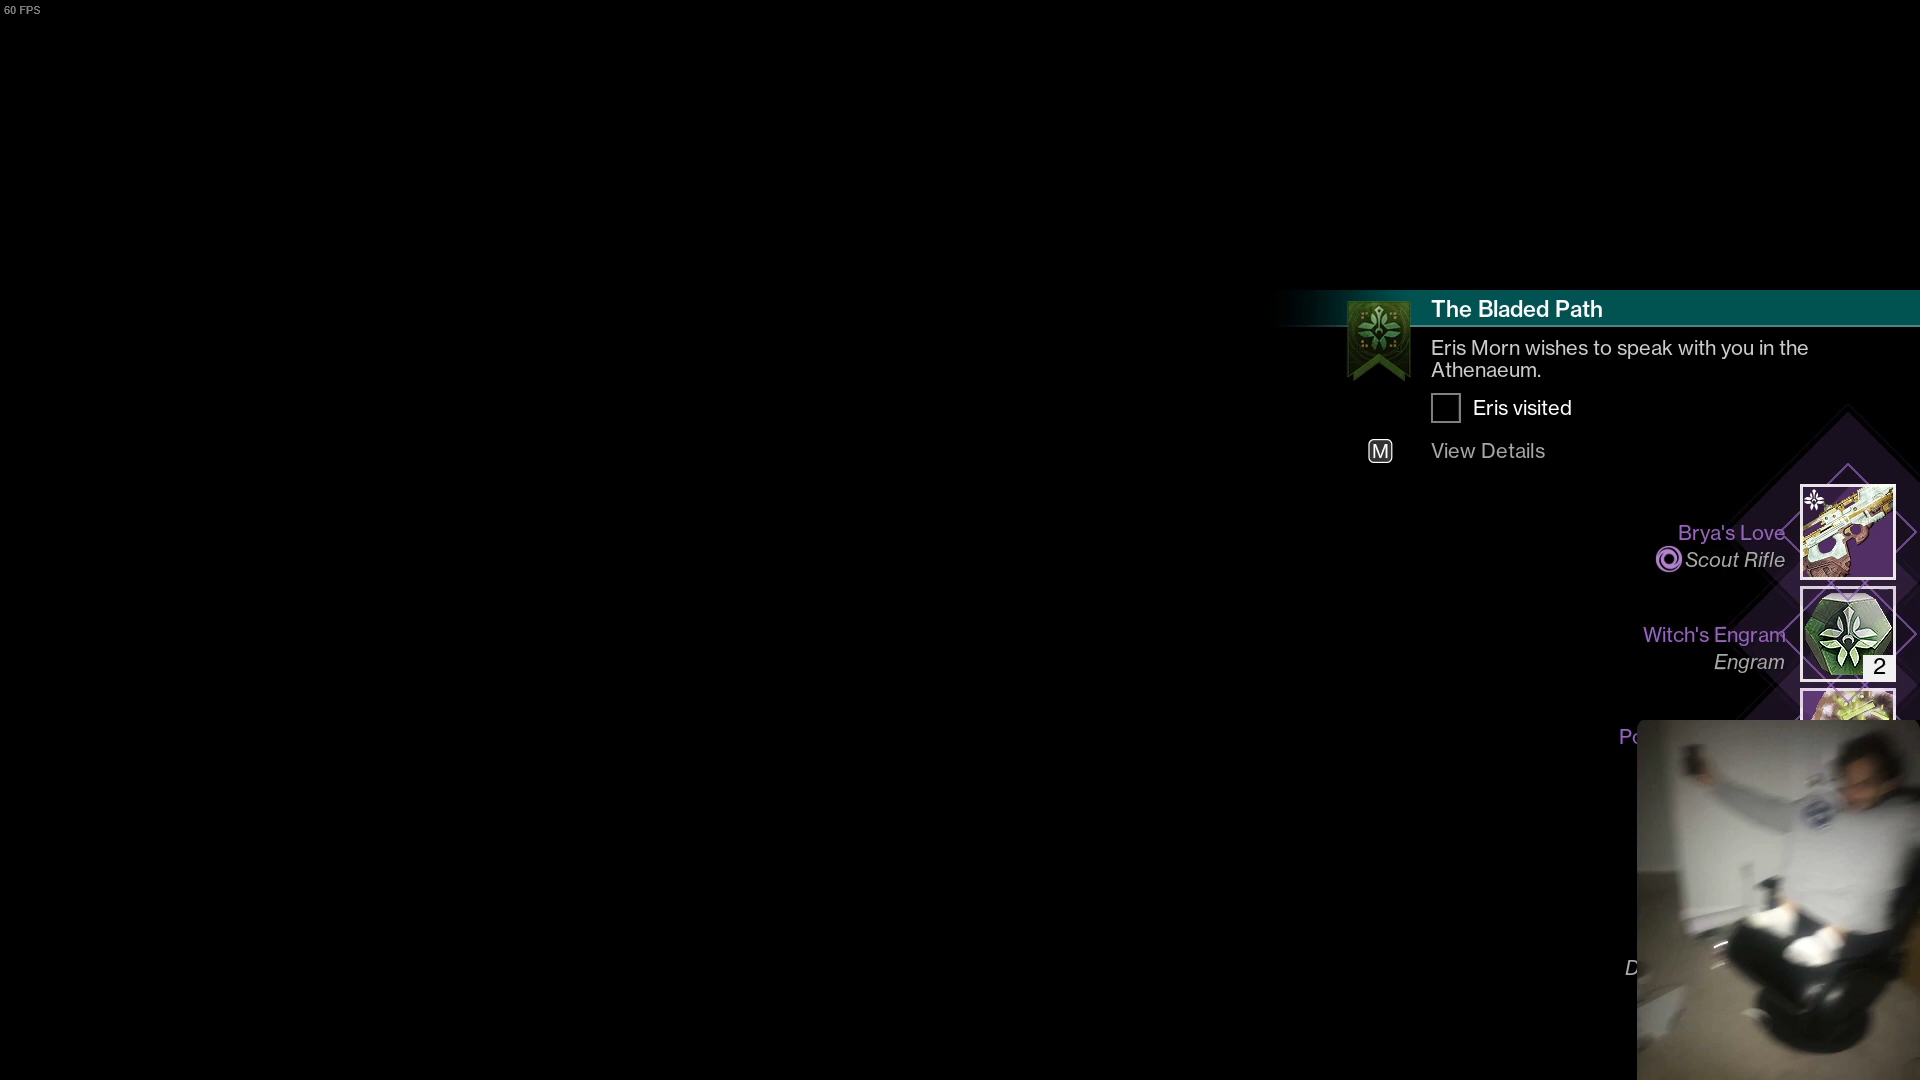 60 FPS
The Bladed Path
Eris Morn wishes to speak with you in the
Athenaeum.
Eris visited
M View Details
Brya's Love
Scout Rifle
Witch's Engram
Engram
2